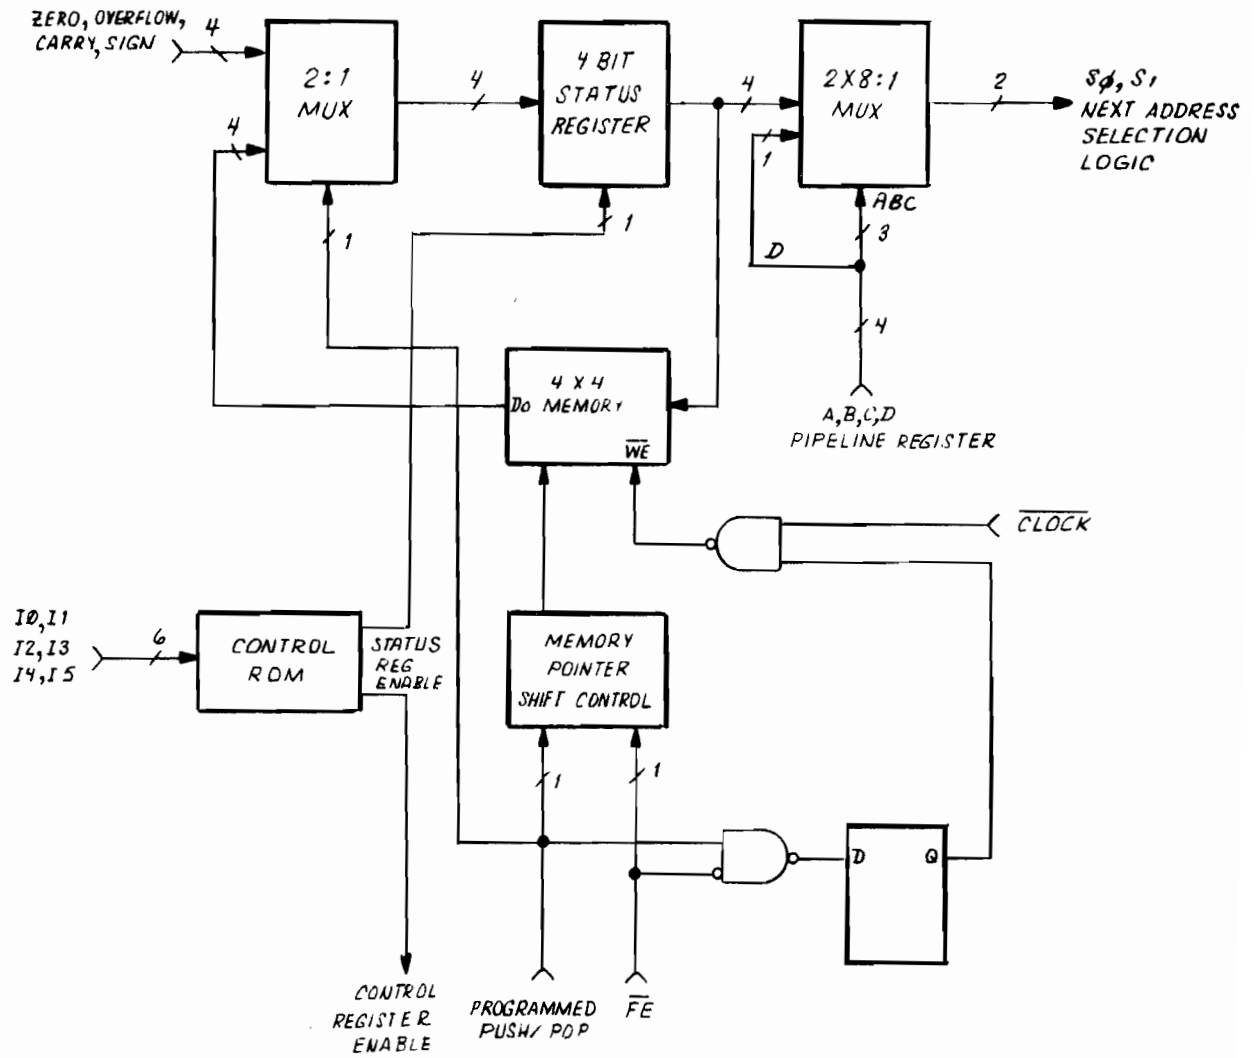 ZERO, OVERFLOW,
CARRY, SIGN
4
4
2:1
MUX
4
4 BIT
STATUS
REGISTER
4
1
2X8:1
MUX
2
SØ, S1
NEXT ADDRESS
SELECTION
LOGIC
1
1
ABC
3
D
4
A,B,C,D
PIPELINE REGISTER
4 X 4
DO MEMORY
WE
CLOCK
IØ, I1
I2, I3
I4, I5
6
CONTROL
ROM
STATUS
REG
ENABLE
MEMORY
POINTER
SHIFT CONTROL
1
1
D
Q
CONTROL
REGISTER
ENABLE
PROGRAMMED
PUSH/ POP
FE